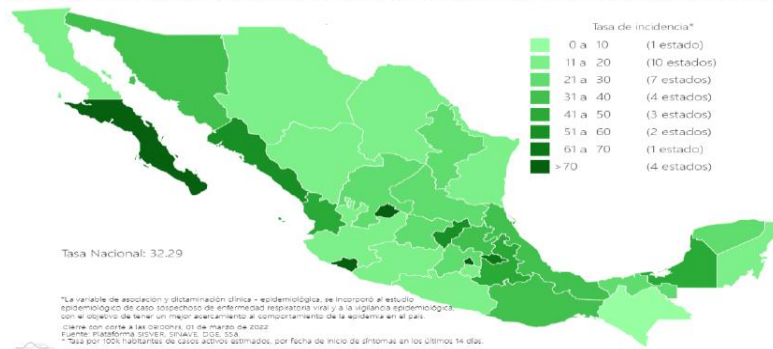 Tasa de incidencia*
0 a 10 (1 estado)
11 a 20 (10 estados)
21 a 30 (7 estados)
31 a 40 (4 estados)
41 a 50 (3 estados)
51 a 60 (2 estados)
61 a 70 (1 estado)
>70 (4 estados)
Tasa Nacional: 32.29
*La variable de asociación y dictaminación clínica - epidemiológica, se incorporó al estudio
epidemiológico de caso sospechoso de enfermedad respiratoria viral y a la vigilancia epidemiológica,
con el objetivo de tener un mejor acercamiento al comportamiento de la epidemia en el país.
Cierre con corte a las 09:00hrs, 01 de marzo de 2022
Fuente: Plataforma SISVER, SINAVE, DGE, SSA
* Tasa por 100k habitantes de casos activos estimados, por fecha de inicio de síntomas en los últimos 14 días.